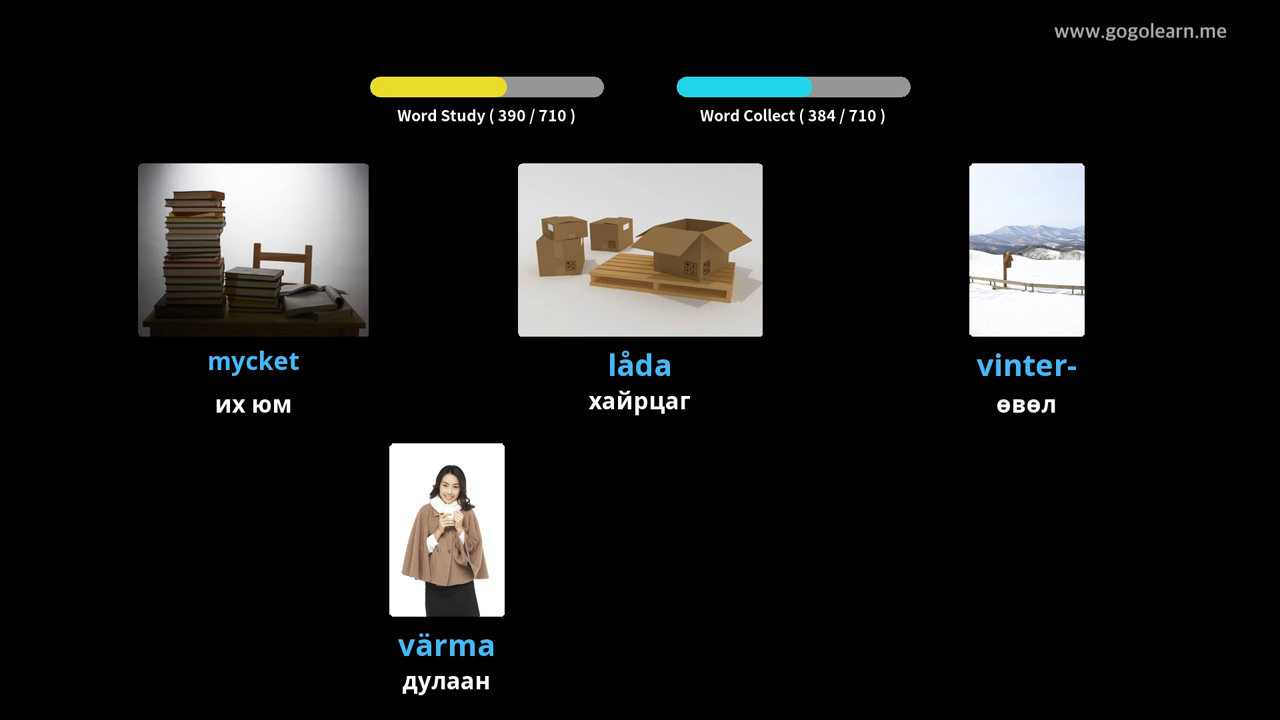 www.gogolearn.me
Word Study ( 390 / 710 )
Word Collect ( 384 / 710 )
mycket
их юм
låda
хайрцаг
vinter-
өвөл
värma
дулаан